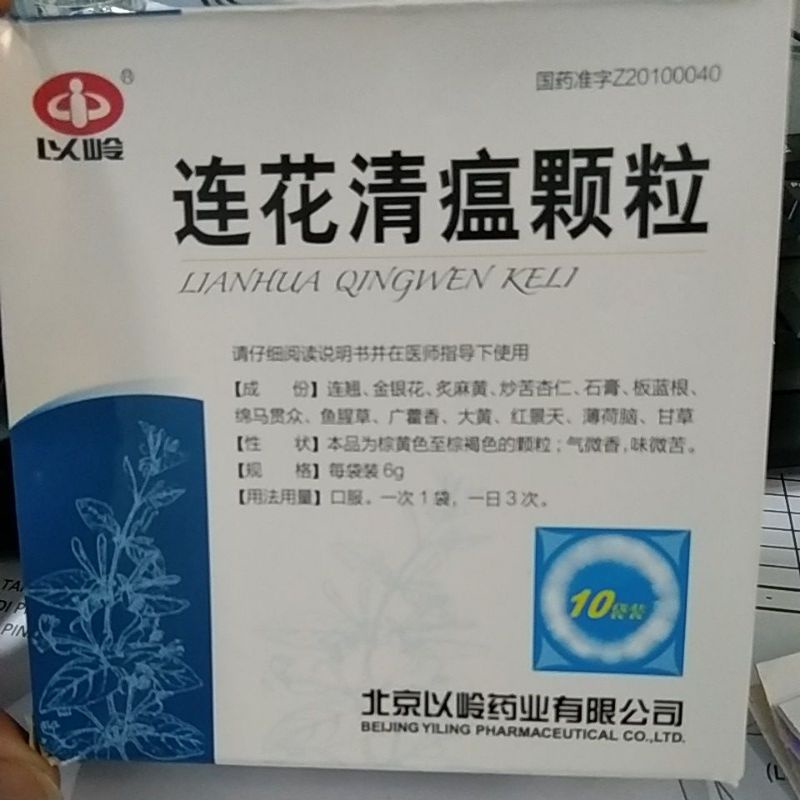 ®
以岭
国药准字Z20100040
连花清瘟颗粒
LIANHUA QINGWEN KELI
请仔细阅读说明书并在医师指导下使用
【成 份】连翘、金银花、炙麻黄、炒苦杏仁、石膏、板蓝根、
绵马贯众、鱼腥草、广藿香、大黄、红景天、薄荷脑、甘草
【性 状】本品为棕黄色至棕褐色的颗粒；气微香，味微苦。
【规 格】每袋装6g
【用法用量】口服。一次1袋，一日3次。
10袋装
北京以岭药业有限公司
BEIJING YILING PHARMACEUTICAL CO.,LTD.